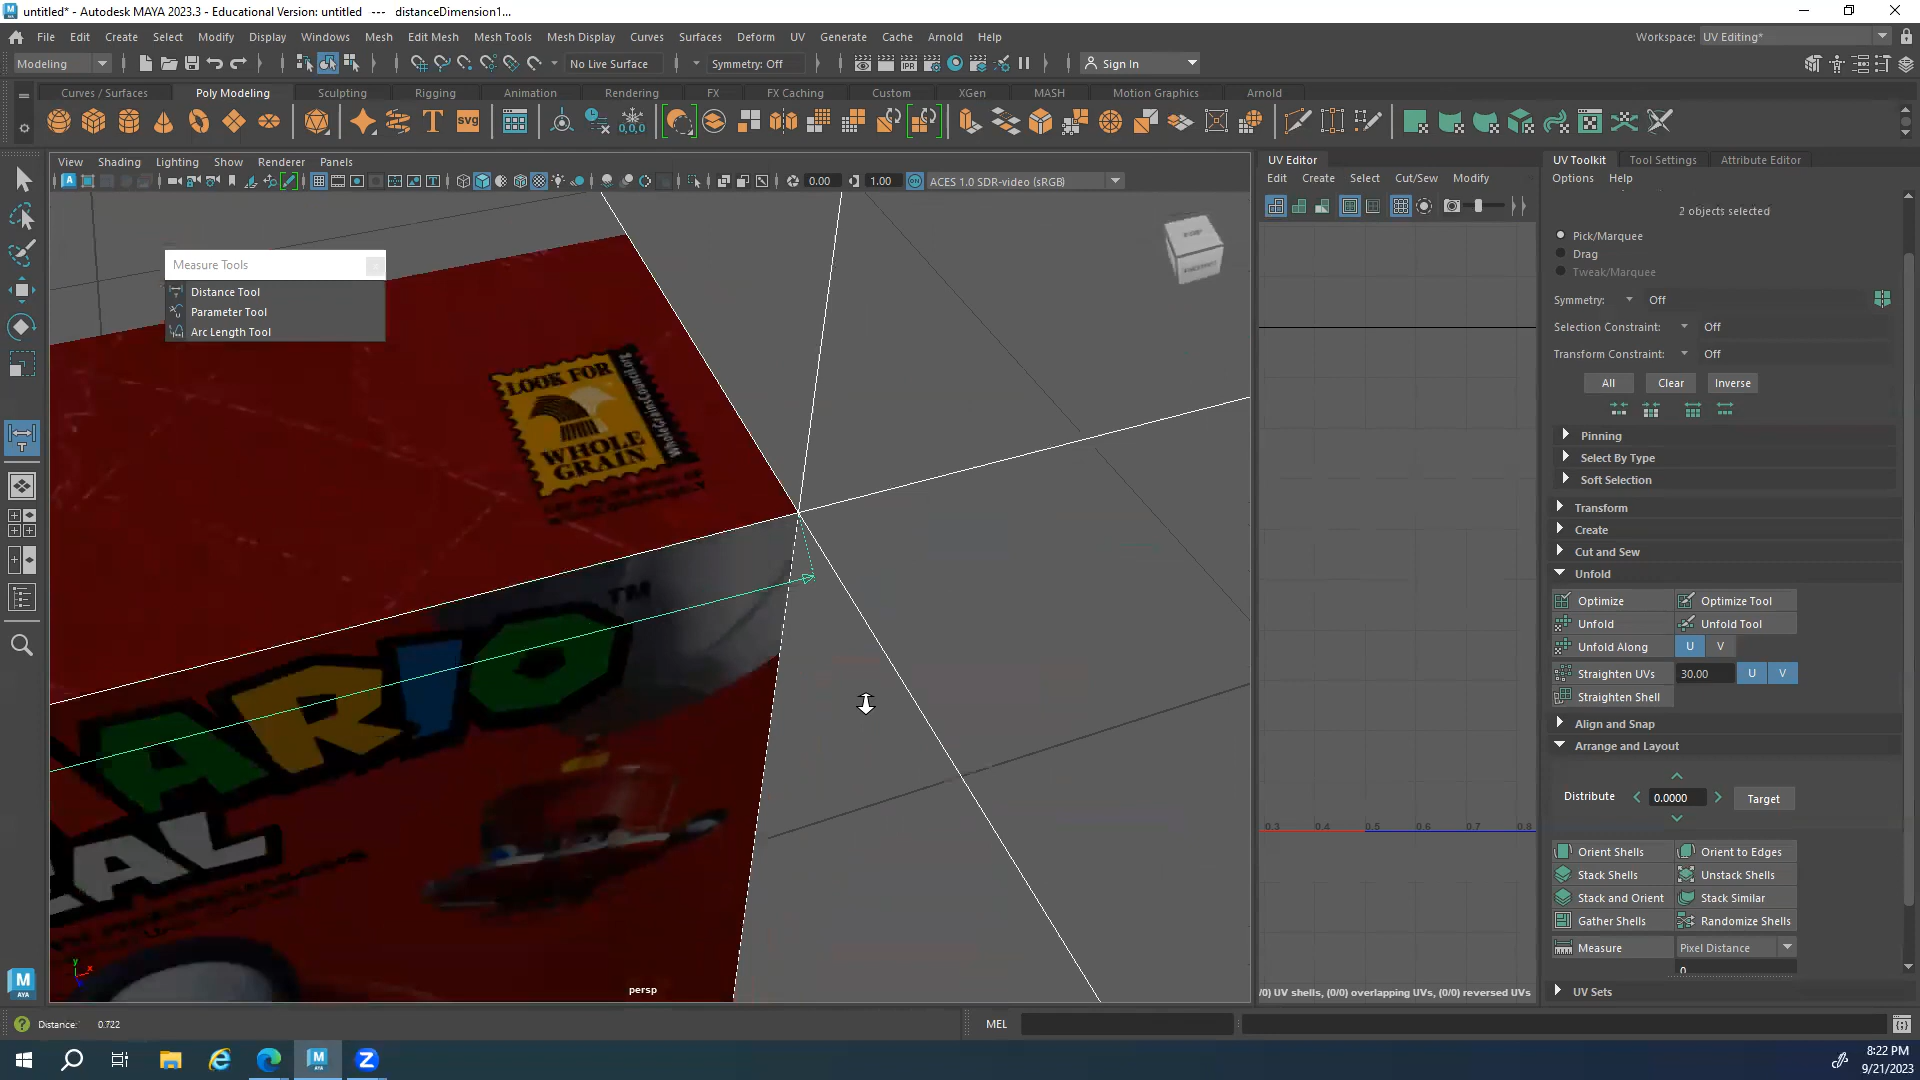 untitled* - Autodesk MAYA 2023.3 - Educational Version: untitled --- distanceDimension1...
File Edit Create Select Modify Display Windows Mesh Edit Mesh Mesh Tools Mesh Display Curves Surfaces Deform UV Generate Cache Arnold Help
Workspace: UV Editing*
Modeling No Live Surface Symmetry: Off Sign In
Curves / Surfaces Poly Modeling Sculpting Rigging Animation Rendering FX FX Caching Custom XGen MASH Motion Graphics Arnold
View Shading Lighting Show Renderer Panels
0.00 1.00 ACES 1.0 SDR-video (sRGB)
Measure Tools
Distance Tool
Parameter Tool
Arc Length Tool
LOOK FOR
WHOLE
GRAIN
WholeGrainsCouncil.org
ARIO TM
EAL
persp
UV Editor
Edit Create Select Cut/Sew Modify
0.3 0.4 0.5 0.6 0.7 0.8
/0) UV shells, (0/0) overlapping UVs, (0/0) reversed UVs
UV Toolkit Tool Settings Attribute Editor
Options Help
2 objects selected
Pick/Marquee
Drag
Tweak/Marquee
Symmetry: Off
Selection Constraint: Off
Transform Constraint: Off
All Clear Inverse
Pinning
Select By Type
Soft Selection
Transform
Create
Cut and Sew
Unfold
Optimize Optimize Tool
Unfold Unfold Tool
Unfold Along U V
Straighten UVs 30.00 U V
Straighten Shell
Align and Snap
Arrange and Layout
Distribute 0.0000 Target
Orient Shells Orient to Edges
Stack Shells Unstack Shells
Stack and Orient Stack Similar
Gather Shells Randomize Shells
Measure Pixel Distance
0
UV Sets
Distance: 0.722
MEL
8:22 PM
9/21/2023